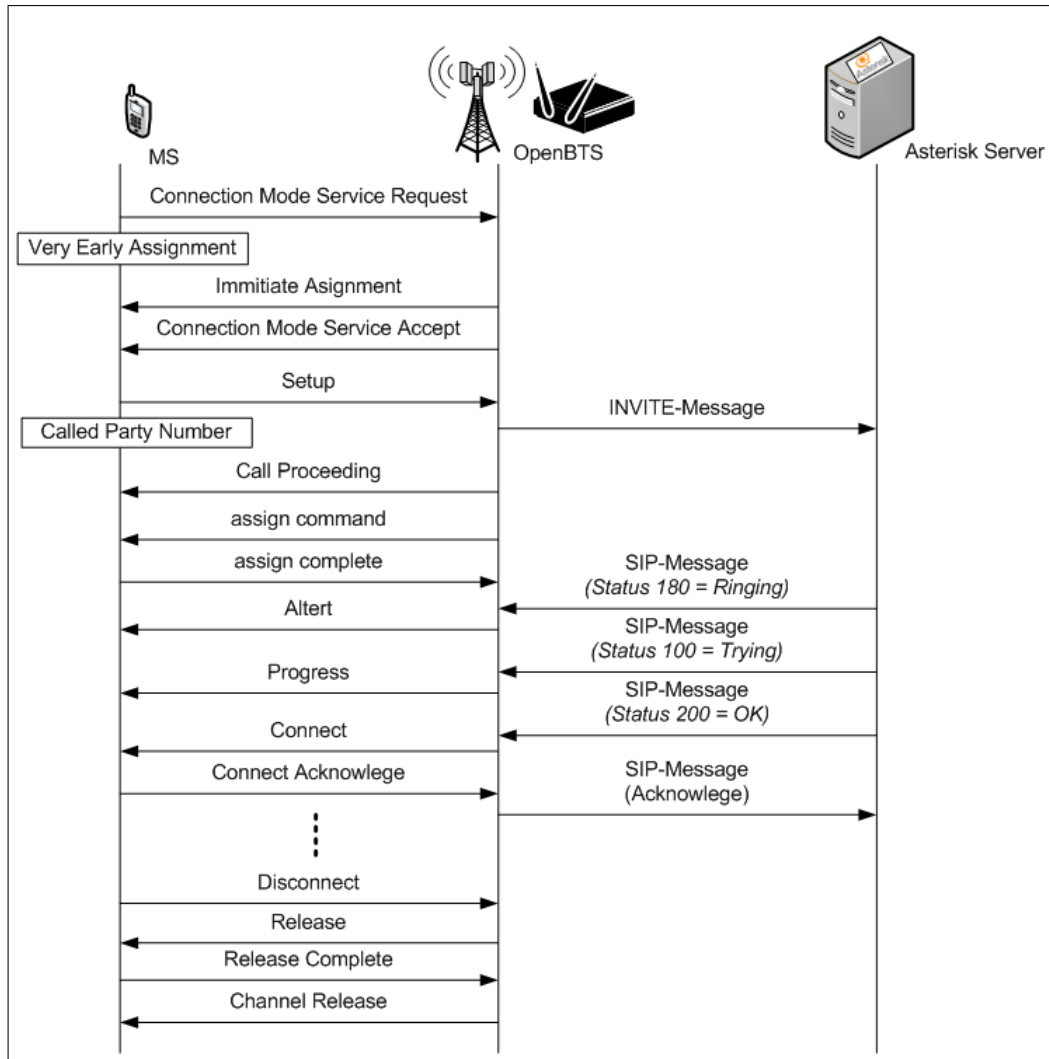 Asterisk
MS
OpenBTS
Asterisk Server
Connection Mode Service Request
Very Early Assignment
Immitiate Asignment
Connection Mode Service Accept
Setup
INVITE-Message
Called Party Number
Call Proceeding
assign command
assign complete
SIP-Message
(Status 180 = Ringing)
Altert
SIP-Message
(Status 100 = Trying)
Progress
SIP-Message
(Status 200 = OK)
Connect
Connect Acknowlege
SIP-Message
(Acknowlege)
Disconnect
Release
Release Complete
Channel Release